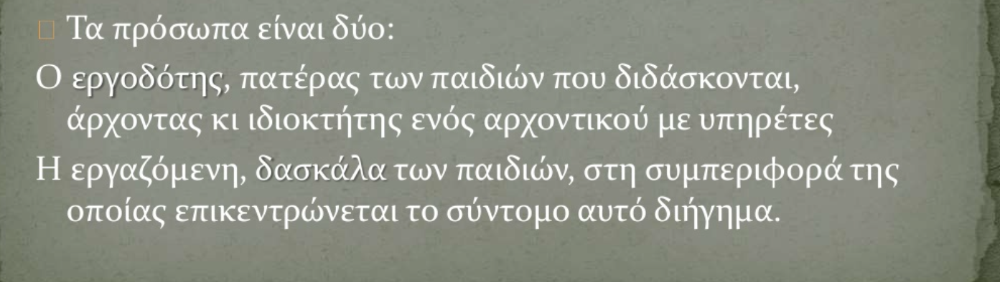 Τα πρόσωπα είναι δύο:
Ο εργοδότης, πατέρας των παιδιών που διδάσκονται,
άρχοντας κι ιδιοκτήτης ενός αρχοντικού με υπηρέτες
Η εργαζόμενη, δασκάλα των παιδιών, στη συμπεριφορά της
οποίας επικεντρώνεται το σύντομο αυτό διήγημα.